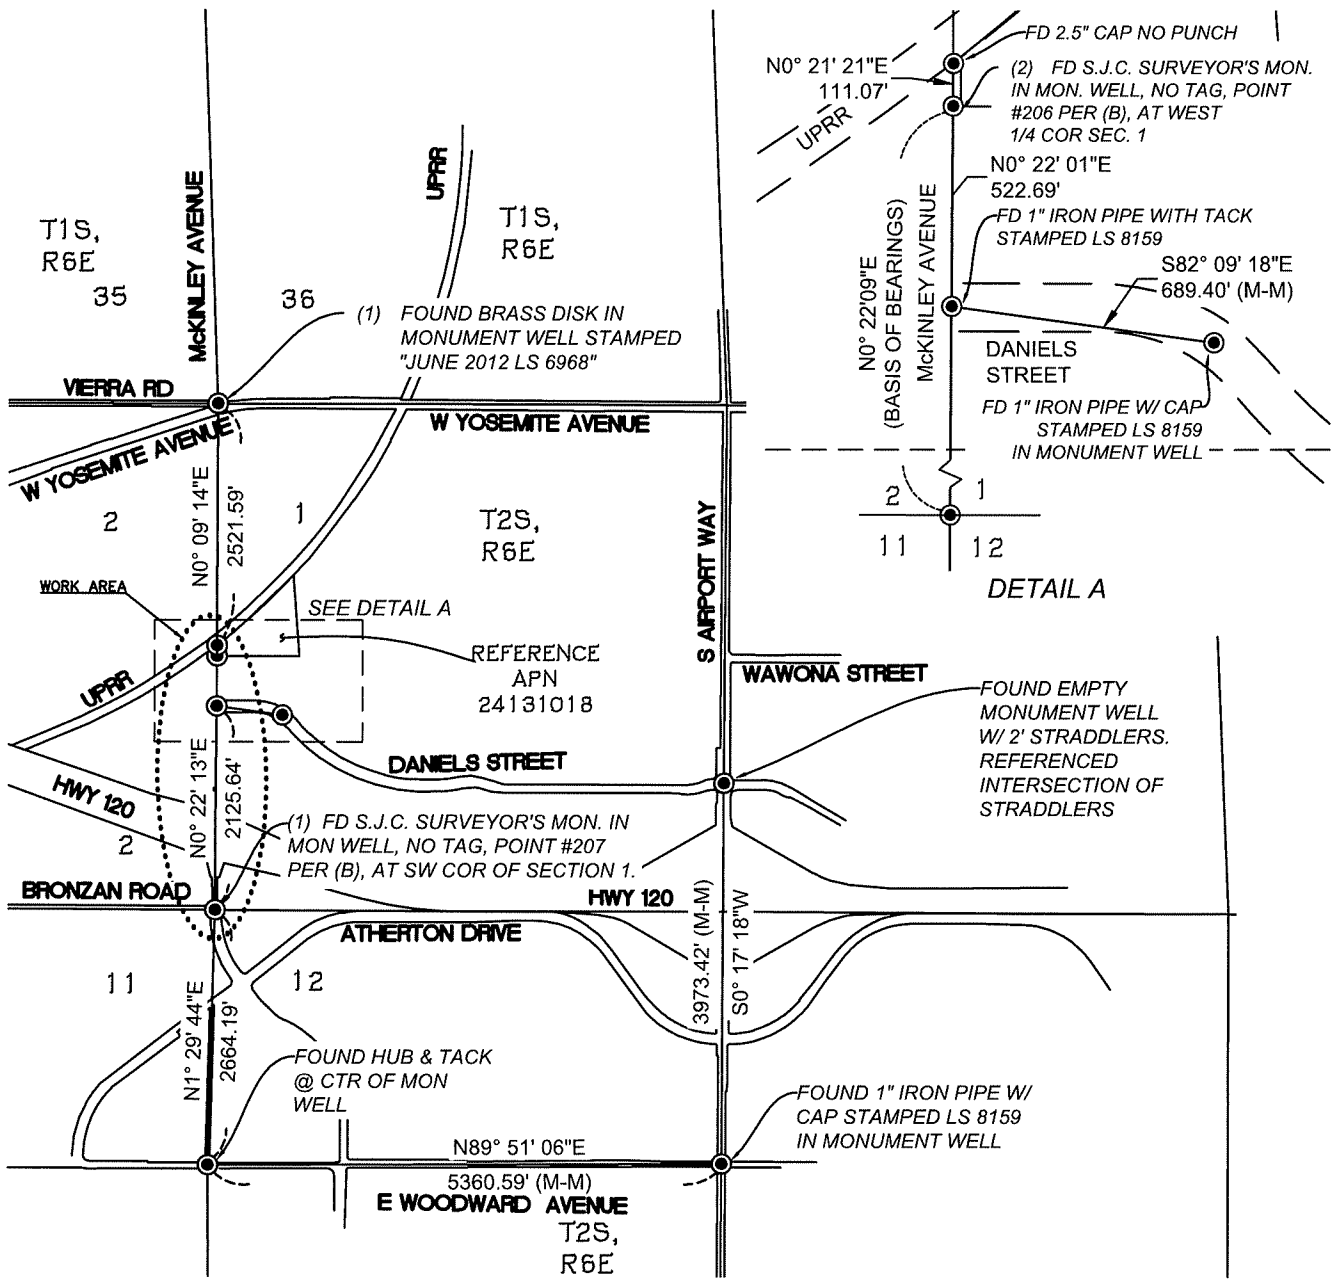 McKINLEY AVENUE
UPRR
T1S,
R6E
35
36
T1S,
R6E
(1) FOUND BRASS DISK IN
MONUMENT WELL STAMPED
"JUNE 2012 LS 6968"
VIERRA RD
W YOSEMITE AVENUE
W YOSEMITE AVENUE
N0° 09' 14"E
2521.59'
2
1
T2S,
R6E
S AIRPORT WAY
WORK AREA
SEE DETAIL A
REFERENCE
APN
24131018
UPRR
WAWONA STREET
FOUND EMPTY
MONUMENT WELL
W/ 2' STRADDLERS.
REFERENCED
INTERSECTION OF
STRADDLERS
DANIELS STREET
HWY 120
N0° 22' 13"E
2125.64'
2
(1) FD S.J.C. SURVEYOR'S MON. IN
MON WELL, NO TAG, POINT #207
PER (B), AT SW COR OF SECTION 1.
BRONZAN ROAD
HWY 120
ATHERTON DRIVE
3973.42' (M-M)
S0° 17' 18"W
11
12
N1° 29' 44"E
2664.19'
FOUND HUB & TACK
@ CTR OF MON
WELL
FOUND 1" IRON PIPE W/
CAP STAMPED LS 8159
IN MONUMENT WELL
N89° 51' 06"E
5360.59' (M-M)
E WOODWARD AVENUE
T2S,
R6E
FD 2.5" CAP NO PUNCH
N0° 21' 21"E
111.07'
(2) FD S.J.C. SURVEYOR'S MON.
IN MON. WELL, NO TAG, POINT
#206 PER (B), AT WEST
1/4 COR SEC. 1
UPRR
N0° 22' 01"E
522.69'
FD 1" IRON PIPE WITH TACK
STAMPED LS 8159
N0° 22'09"E
(BASIS OF BEARINGS)
McKINLEY AVENUE
S82° 09' 18"E
689.40' (M-M)
DANIELS
STREET
FD 1" IRON PIPE W/ CAP
STAMPED LS 8159
IN MONUMENT WELL
2
1
11
12
DETAIL A